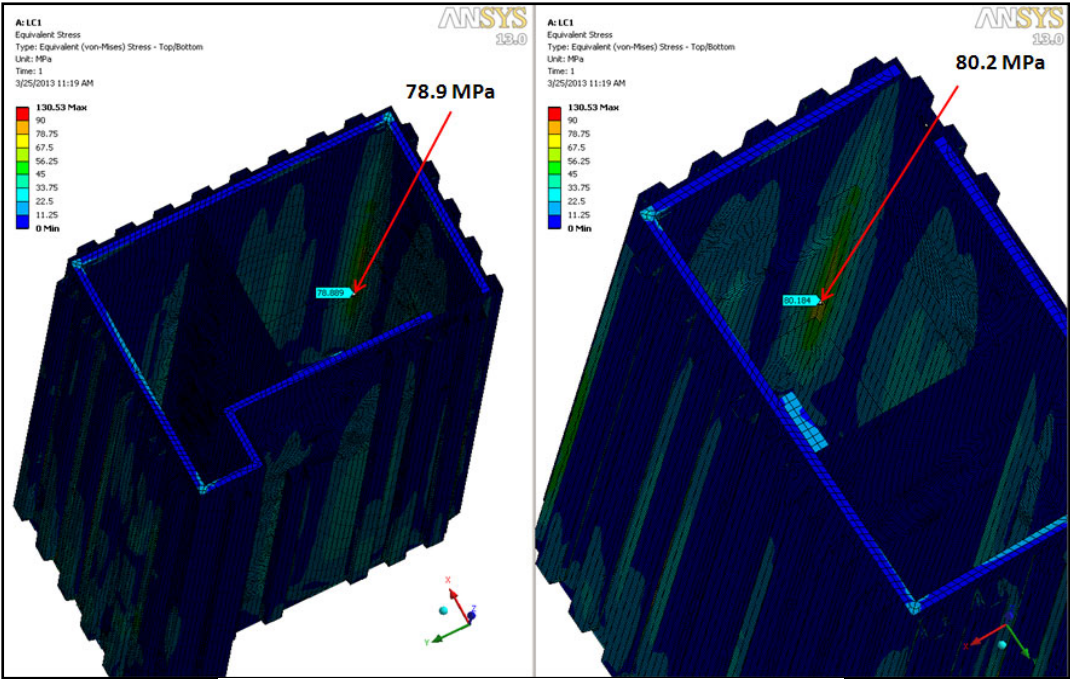 A: LC1
Equivalent Stress
Type: Equivalent (von-Mises) Stress - Top/Bottom
Unit: MPa
Time: 1
3/25/2013 11:19 AM
ANSYS
13.0
78.9 MPa
130.53 Max
90
78.75
67.5
56.25
45
33.75
22.5
11.25
0 Min
78.889
X
Y
Z
A: LC1
Equivalent Stress
Type: Equivalent (von-Mises) Stress - Top/Bottom
Unit: MPa
Time: 1
3/25/2013 11:19 AM
ANSYS
13.0
80.2 MPa
130.53 Max
90
78.75
67.5
56.25
45
33.75
22.5
11.25
0 Min
80.184
X